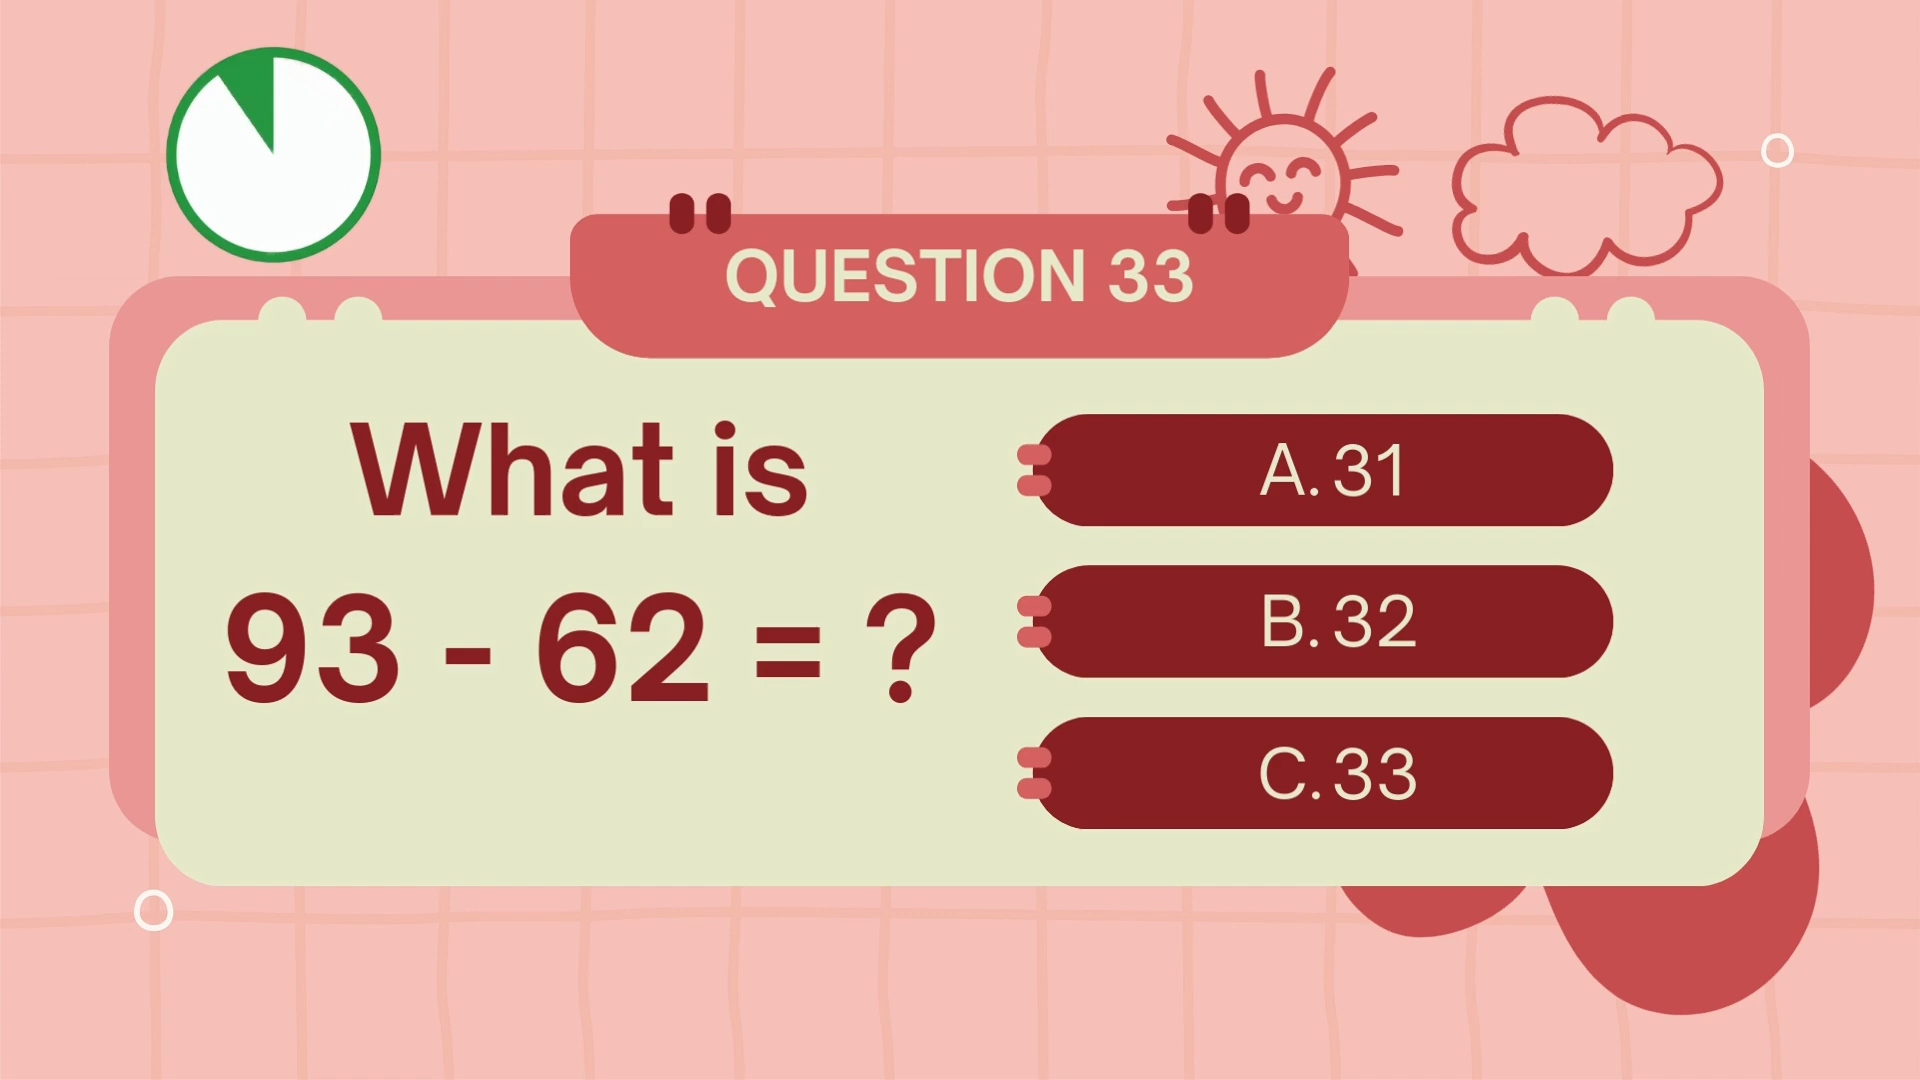 QUESTION 33
What is
93 - 62 = ?
A. 31
B. 32
C. 33